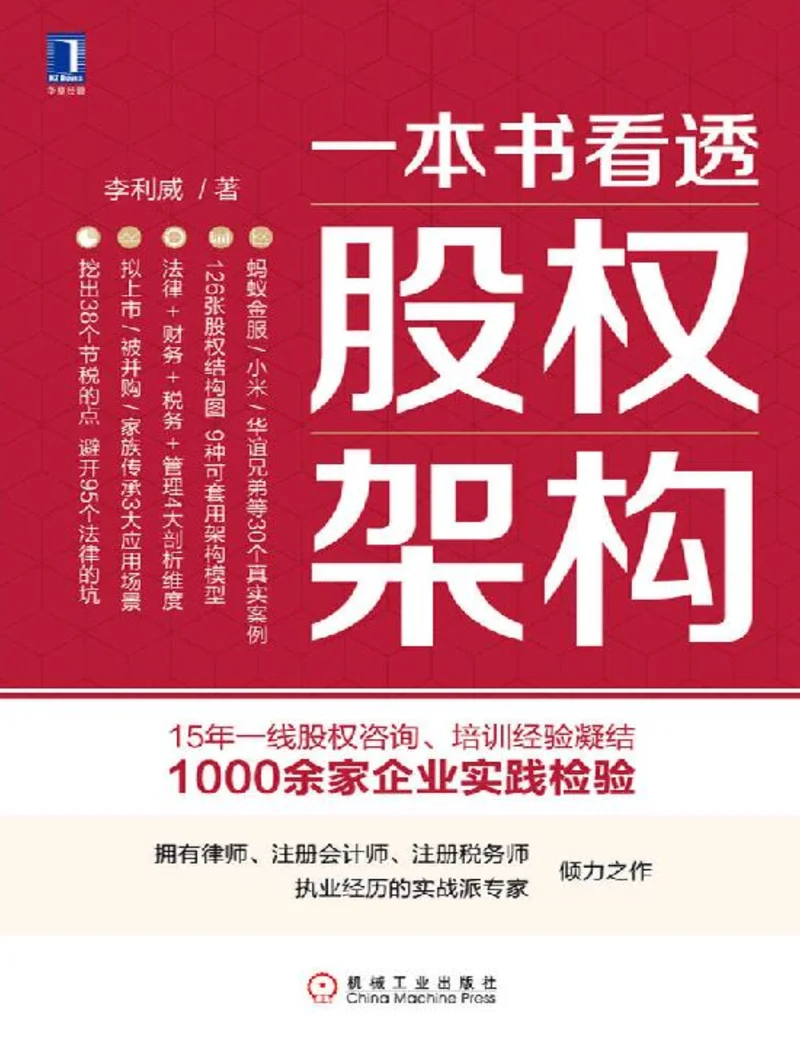 HZ Books
华章经管
一本书看透
股权
架构
李利威 / 著
蚂蚁金服 / 小米 / 华谊兄弟等30个真实案例
126张股权结构图 9种可套用架构模型
法律 + 财务 + 税务 + 管理4大剖析维度
拟上市 / 被并购 / 家族传承3大应用场景
挖出38个节税的点 避开95个法律的坑
15年一线股权咨询、培训经验凝结
1000余家企业实践检验
拥有律师、注册会计师、注册税务师
执业经历的实战派专家
倾力之作
机械工业出版社
China Machine Press